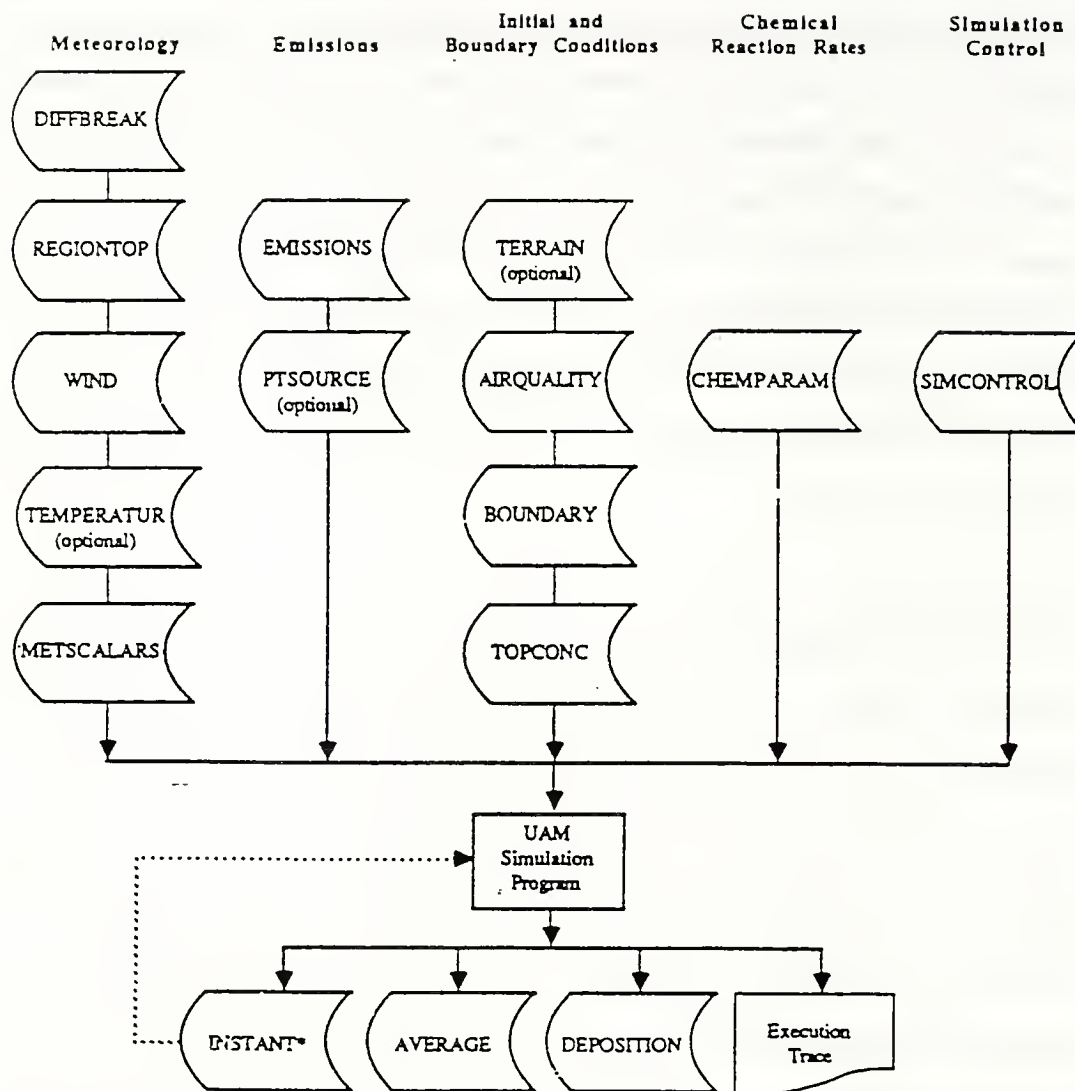 Meteorology
Emissions
Initial and
Boundary Conditions
Chemical
Reaction Rates
Simulation
Control
DIFFBREAK
REGIONTOP
EMISSIONS
TERRAIN
(optional)
WIND
PTSOURCE
(optional)
AIRQUALITY
CHEMPARAM
SIMCONTROL
TEMPERATUR
(optional)
BOUNDARY
METSCALARS
TOPCONC
UAM
Simulation
Program
INSTANT*
AVERAGE
DEPOSITION
Execution
Trace